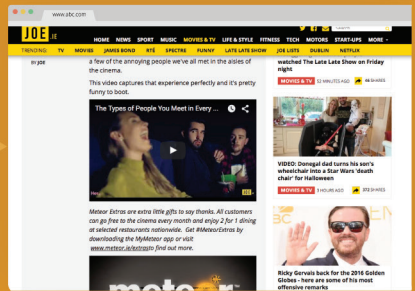 www.abc.com
JOE.ie
HOME NEWS SPORT MUSIC MOVIES & TV LIFE & STYLE FITNESS TECH MOTORS START-UPS MORE
TRENDING: TV MOVIES JAMES BOND RTÉ SPECTRE FUNNY LATE LATE SHOW JOE LISTS DUBLIN NETFLIX
BY JOE
a few of the annoying people we've all met in the aisles of
the cinema.
This video captures that experience perfectly and it's pretty
funny to boot.
The Types of People You Meet in Every ...
Meteor Extras are extra little gifts to say thanks. All customers
can go free to the cinema every month and enjoy 2 for 1 dining
at selected restaurants nationwide. Get #MeteorExtras by
downloading the MyMeteor app or visit
www.meteor.ie/extras to find out more.
meteor
watched The Late Late Show on Friday
night
MOVIES & TV 52 MINUTES AGO 66 SHARES
VIDEO: Donegal dad turns his son's
wheelchair into a Star Wars 'death
chair' for Halloween
MOVIES & TV 3 HOURS AGO 372 SHARES
Ricky Gervais back for the 2016 Golden
Globes - here are some of his most
offensive remarks